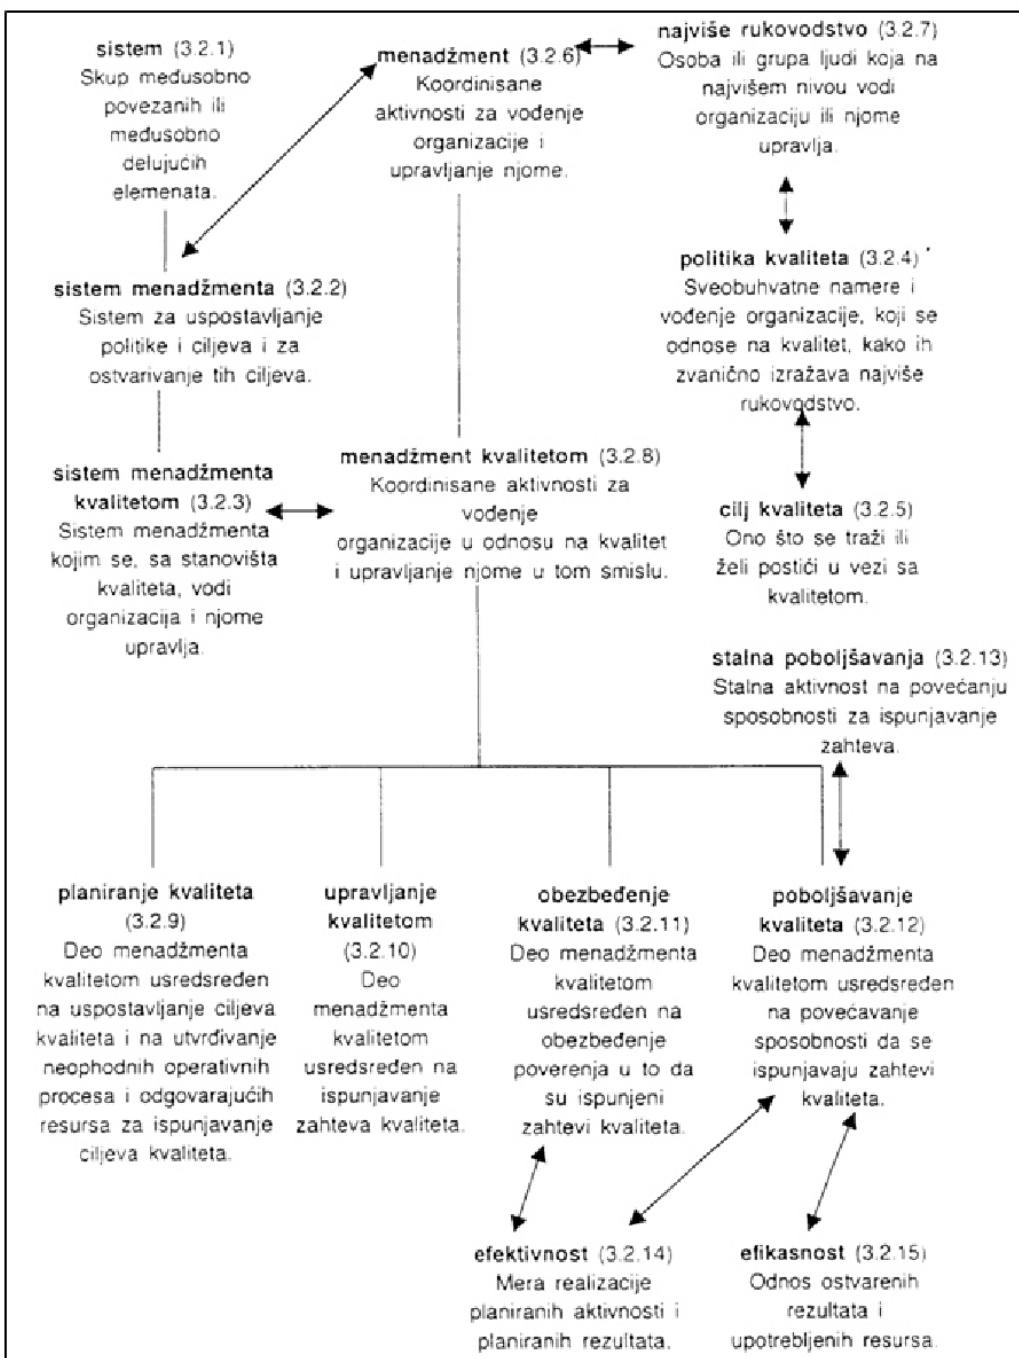 sistem (3.2.1)
Skup međusobno
povezanih ili
međusobno
delujućih
elemenata.
menadžment (3.2.6)
Koordinisane
aktivnosti za vođenje
organizacije i
upravljanje njome.
najviše rukovodstvo (3.2.7)
Osoba ili grupa ljudi koja na
najvišem nivou vodi
organizaciju ili njome
upravlja.
sistem menadžmenta (3.2.2)
Sistem za uspostavljanje
politike i ciljeva i za
ostvarivanje tih ciljeva.
politika kvaliteta (3.2.4)
Sveobuhvatne namere i
vođenje organizacije, koji se
odnose na kvalitet, kako ih
zvanično izražava najviše
rukovodstvo.
sistem menadžmenta
kvalitetom (3.2.3)
Sistem menadžmenta
kojim se, sa stanovišta
kvaliteta, vodi
organizacija i njome
upravlja.
menadžment kvalitetom (3.2.8)
Koordinisane aktivnosti za
vođenje
organizacije u odnosu na kvalitet
i upravljanje njome u tom smislu.
cilj kvaliteta (3.2.5)
Ono što se traži ili
želi postići u vezi sa
kvalitetom.
stalna poboljšavanja (3.2.13)
Stalna aktivnost na povećanju
sposobnosti za ispunjavanje
zahteva.
planiranje kvaliteta
(3.2.9)
Deo menadžmenta
kvalitetom usredsređen
na uspostavljanje ciljeva
kvaliteta i na utvrđivanje
neophodnih operativnih
procesa i odgovarajućih
resursa za ispunjavanje
ciljeva kvaliteta.
upravljanje
kvalitetom
(3.2.10)
Deo
menadžmenta
kvalitetom
usredsređen na
ispunjavanje
zahteva kvaliteta.
obezbeđenje
kvaliteta (3.2.11)
Deo menadžmenta
kvalitetom
usredsređen na
obezbeđenje
poverenja u to da
su ispunjeni
zahtevi kvaliteta.
poboljšavanje
kvaliteta (3.2.12)
Deo menadžmenta
kvalitetom usredsređen
na povećavanje
sposobnosti da se
ispunjavaju zahtevi
kvaliteta.
efektivnost (3.2.14)
Mera realizacije
planiranih aktivnosti i
planiranih rezultata.
efikasnost (3.2.15)
Odnos ostvarenih
rezultata i
upotrebljenih resursa.